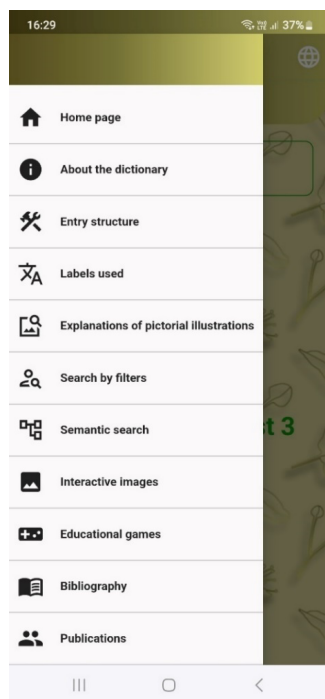 16:29 37%
Home page
About the dictionary
Entry structure
Labels used
Explanations of pictorial illustrations
Search by filters
Semantic search
t 3
Interactive images
Educational games
Bibliography
Publications